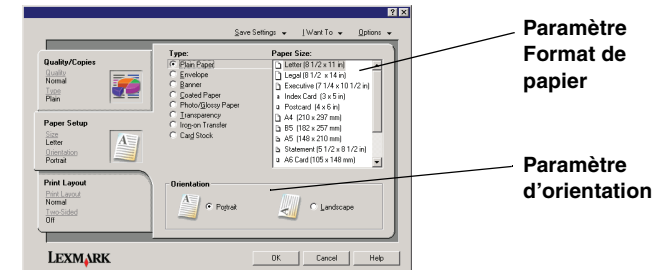 Save Settings I Want To Options
Quality/Copies
Quality
Normal
Type
Plain
Paper Setup
Size
Letter
Orientation
Portrait
Print Layout
Print Layout
Normal
Two-Sided
Off
Type:
Plain Paper
Envelope
Banner
Coated Paper
Photo/Glossy Paper
Transparency
Iron-on Transfer
Card Stock
Paper Size:
Letter (8 1/2 x 11 in)
Legal (8 1/2 x 14 in)
Executive (7 1/4 x 10 1/2 in)
Index Card (3 x 5 in)
Postcard (4 x 6 in)
A4 (210 x 297 mm)
B5 (182 x 257 mm)
A5 (148 x 210 mm)
Statement (5 1/2 x 8 1/2 in)
A6 Card (105 x 148 mm)
Orientation
Portrait
Landscape
LEXMARK
OK Cancel Help
Paramètre
Format de
papier
Paramètre
d'orientation